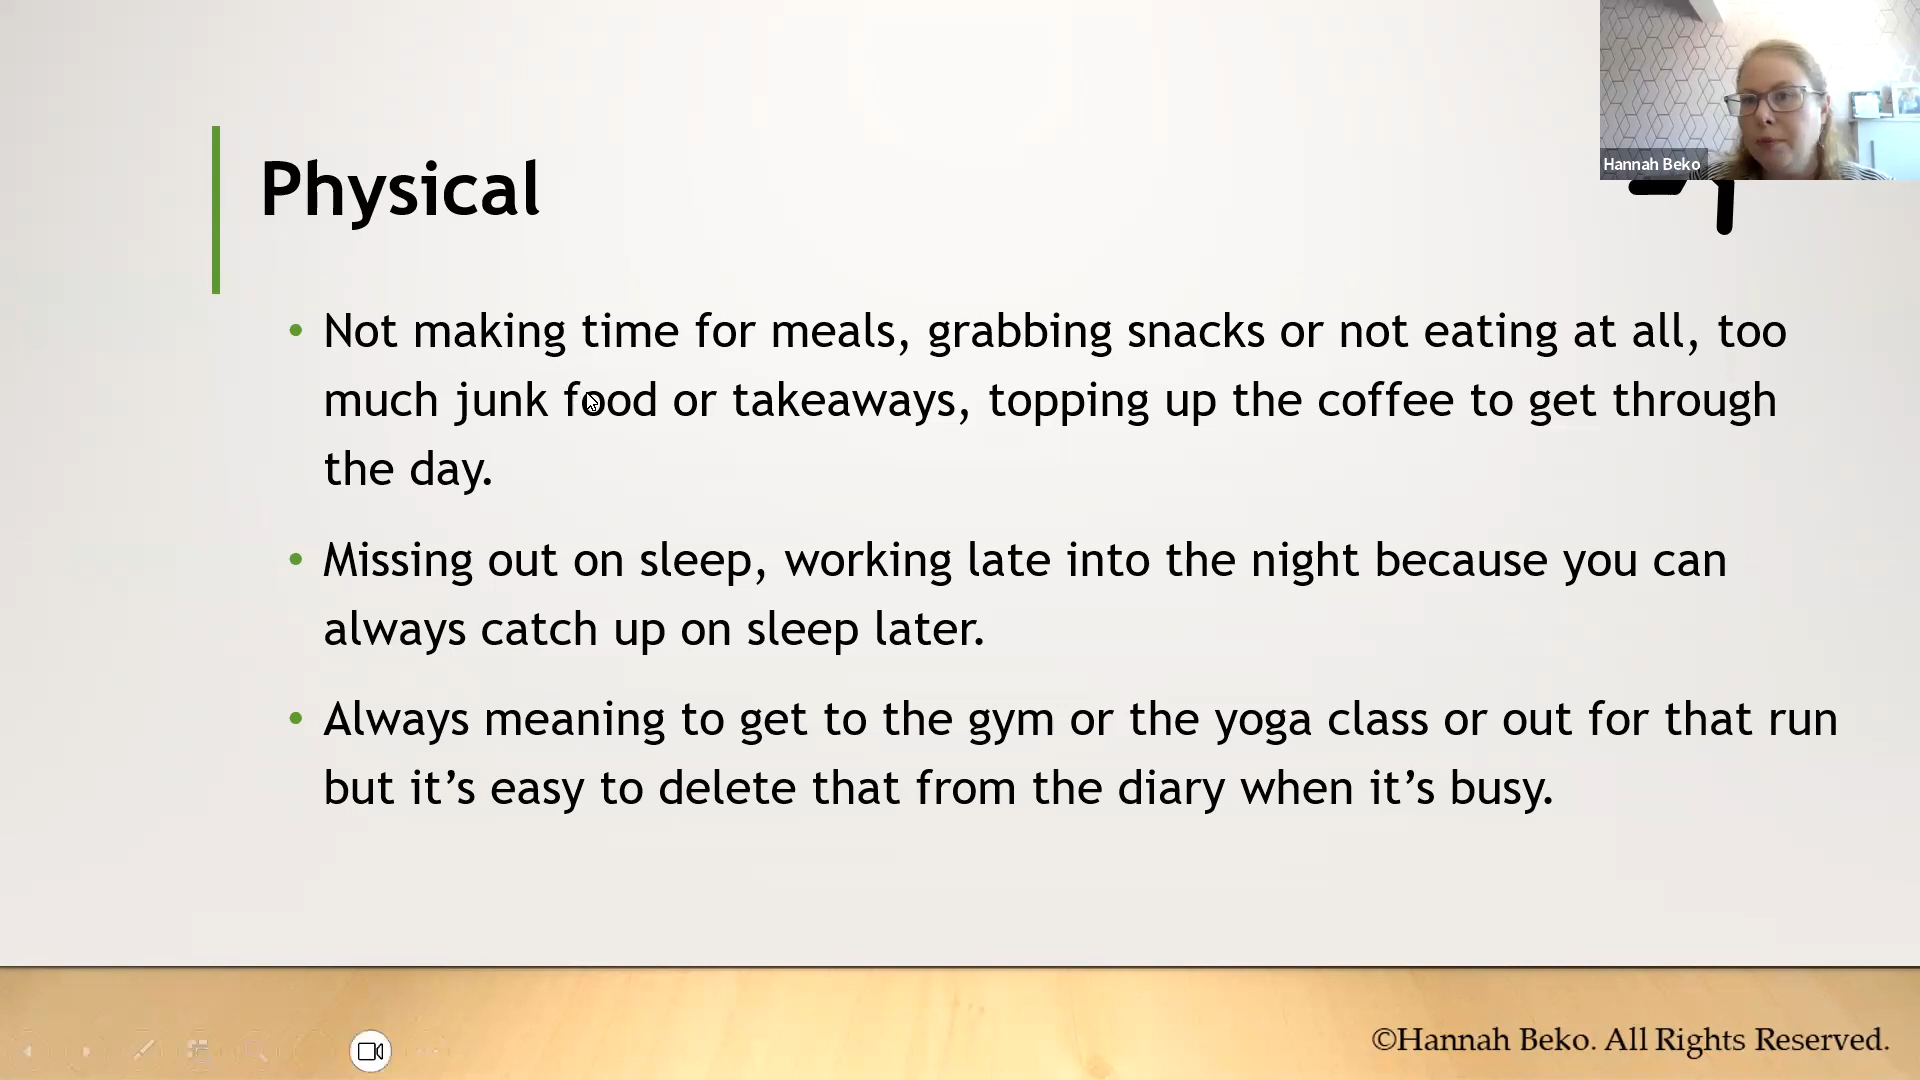 Hannah Beko
Physical
• Not making time for meals, grabbing snacks or not eating at all, too
much junk food or takeaways, topping up the coffee to get through
the day.
• Missing out on sleep, working late into the night because you can
always catch up on sleep later.
• Always meaning to get to the gym or the yoga class or out for that run
but it’s easy to delete that from the diary when it’s busy.
©Hannah Beko. All Rights Reserved.